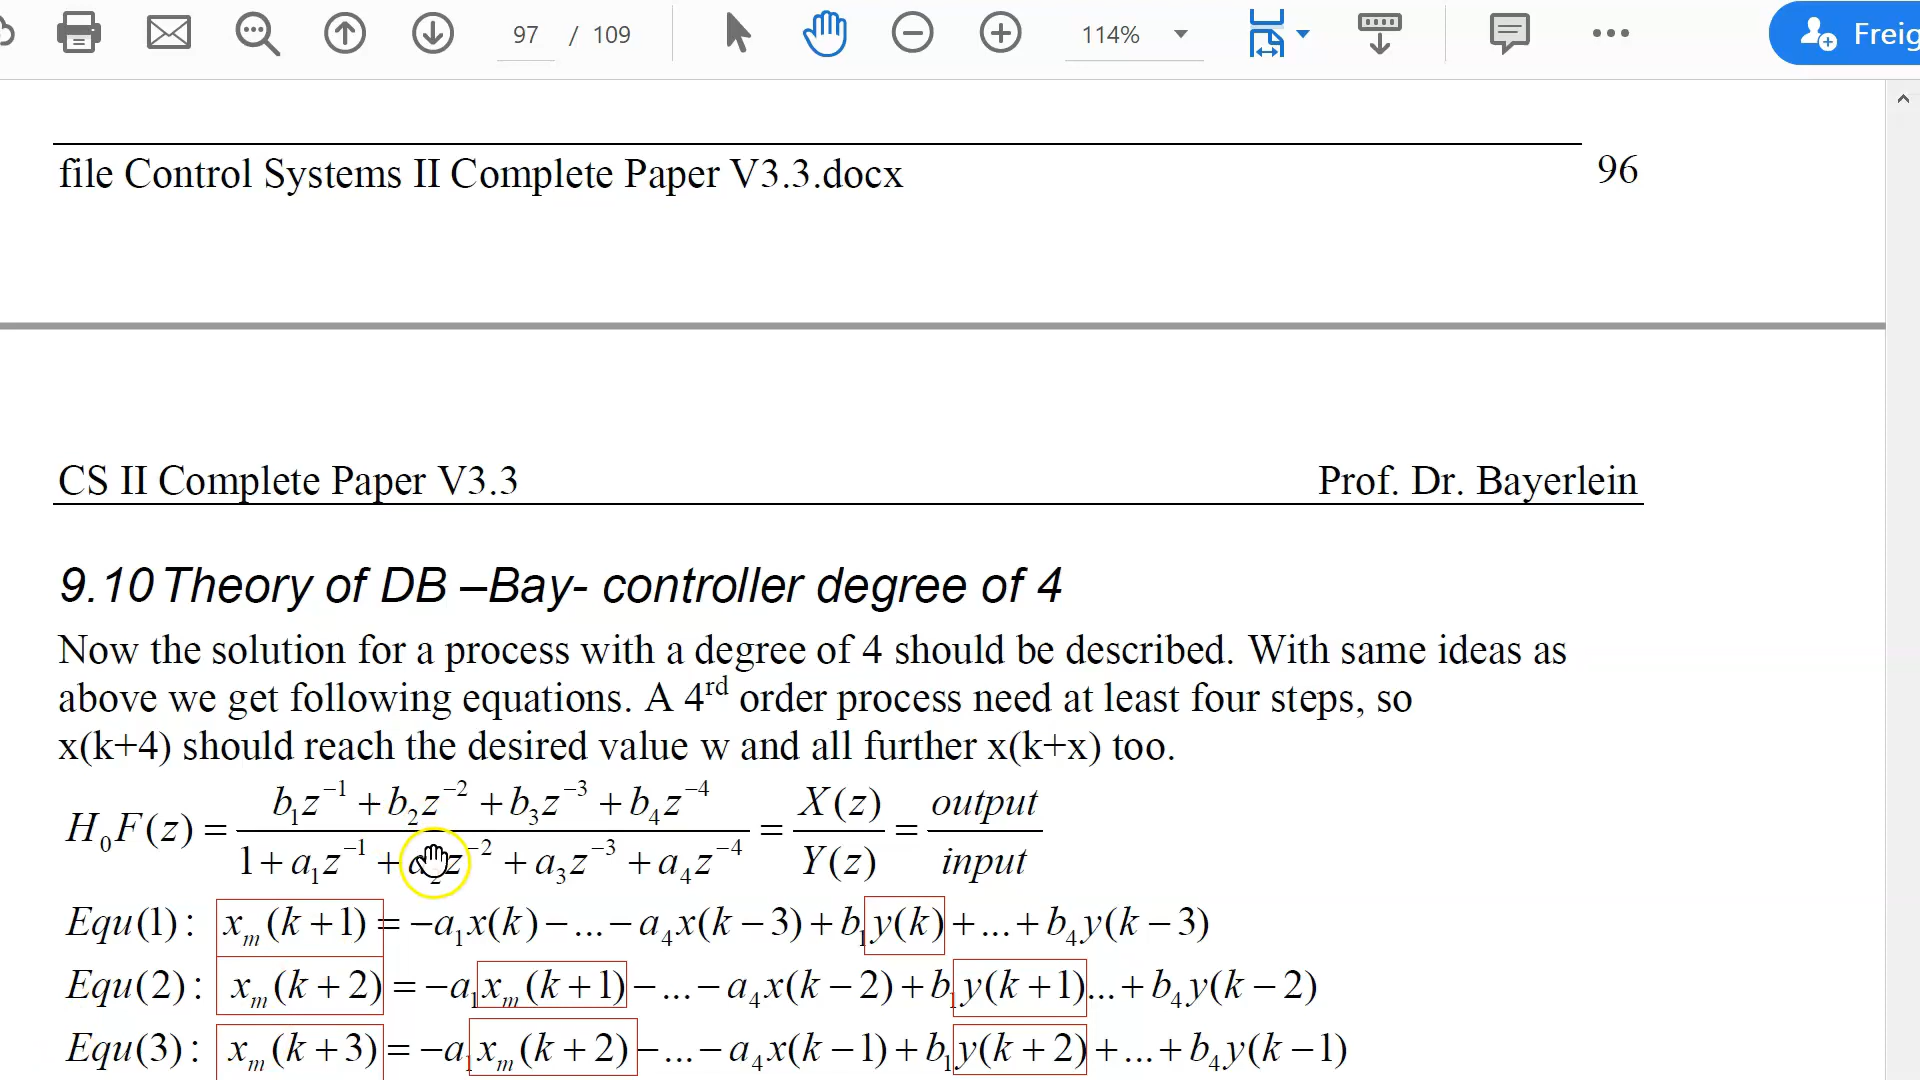 97 / 109
114%
Freig
file Control Systems II Complete Paper V3.3.docx 96
CS II Complete Paper V3.3 Prof. Dr. Bayerlein
9.10 Theory of DB –Bay- controller degree of 4
Now the solution for a process with a degree of 4 should be described. With same ideas as
above we get following equations. A 4rd order process need at least four steps, so
x(k+4) should reach the desired value w and all further x(k+x) too.
H₀F(z) = (b₁z⁻¹ + b₂z⁻² + b₃z⁻³ + b₄z⁻⁴) / (1 + a₁z⁻¹ + a₂z⁻² + a₃z⁻³ + a₄z⁻⁴) = X(z) / Y(z) = output / input
Equ(1): xₘ(k+1) = −a₁x(k) − ... − a₄x(k−3) + b₁y(k) + ... + b₄y(k−3)
Equ(2): xₘ(k+2) = −a₁xₘ(k+1) − ... − a₄x(k−2) + b₁y(k+1)... + b₄y(k−2)
Equ(3): xₘ(k+3) = −a₁xₘ(k+2) − ... − a₄x(k−1) + b₁y(k+2) + ... + b₄y(k−1)